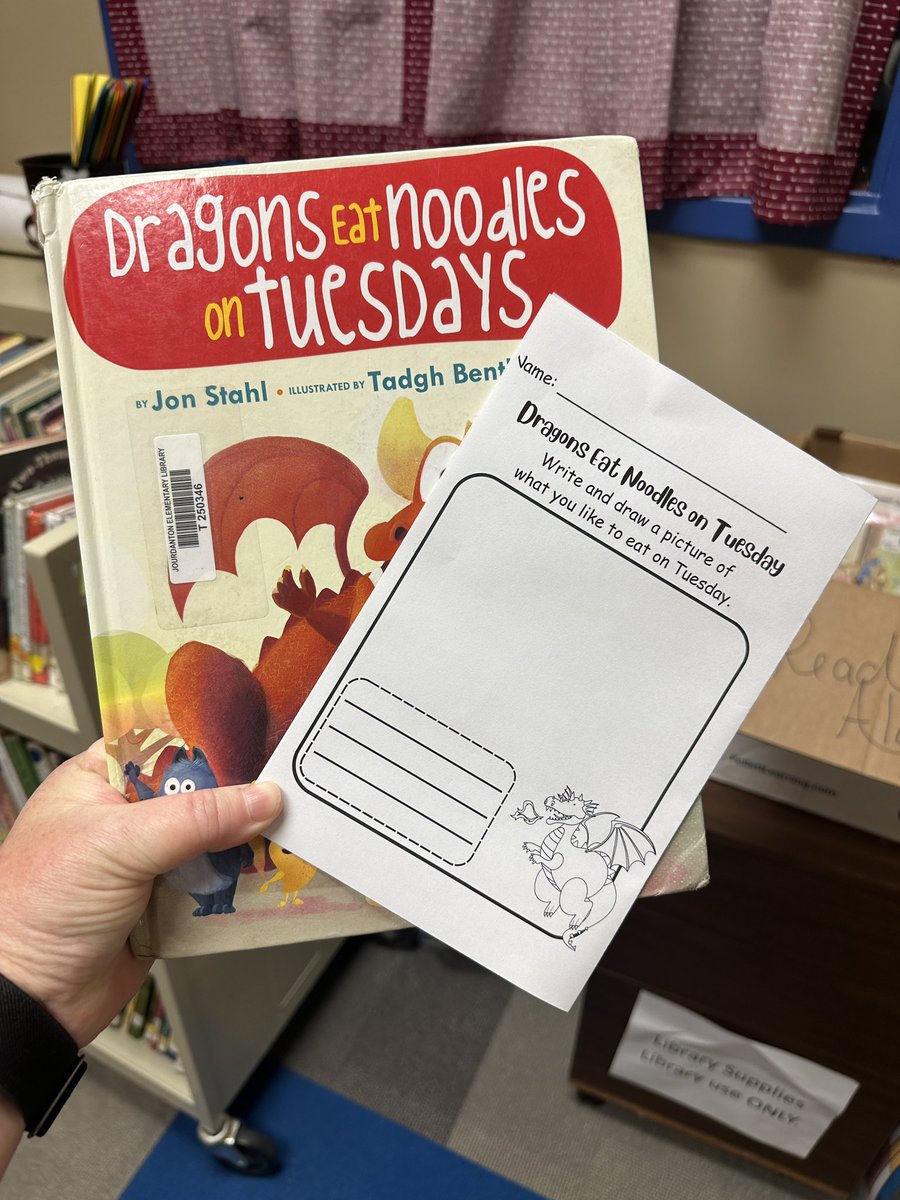 Dragons Eat Noodles
on Tuesdays
BY Jon Stahl • ILLUSTRATED BY Tadgh
JOURDANTON ELEMENTARY LIBRARY
T 250346
Name:
Dragons Eat Noodles on Tuesday
Write and draw a picture of
what you like to eat on Tuesday.
Read
Library Supplies
Library use ONLY